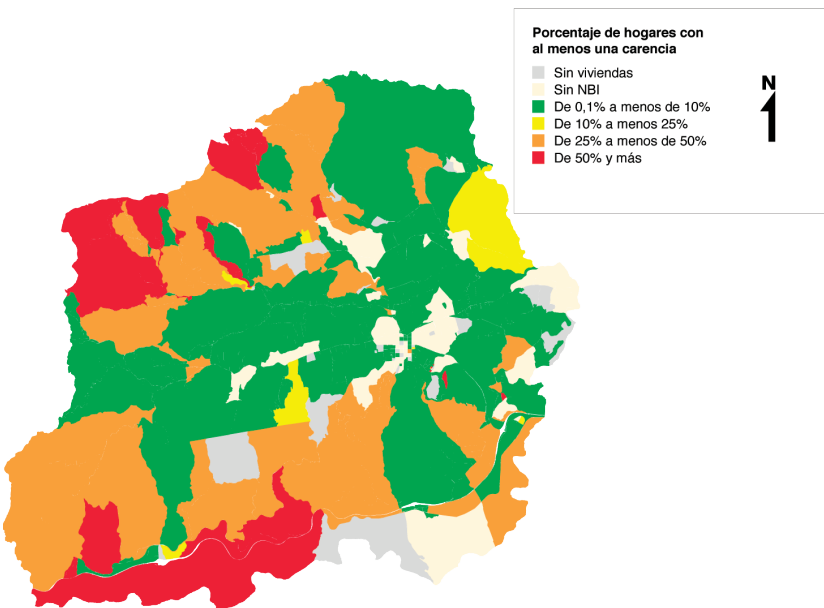 Porcentaje de hogares con
al menos una carencia
Sin viviendas
Sin NBI
De 0,1% a menos de 10%
De 10% a menos 25%
De 25% a menos de 50%
De 50% y más
N